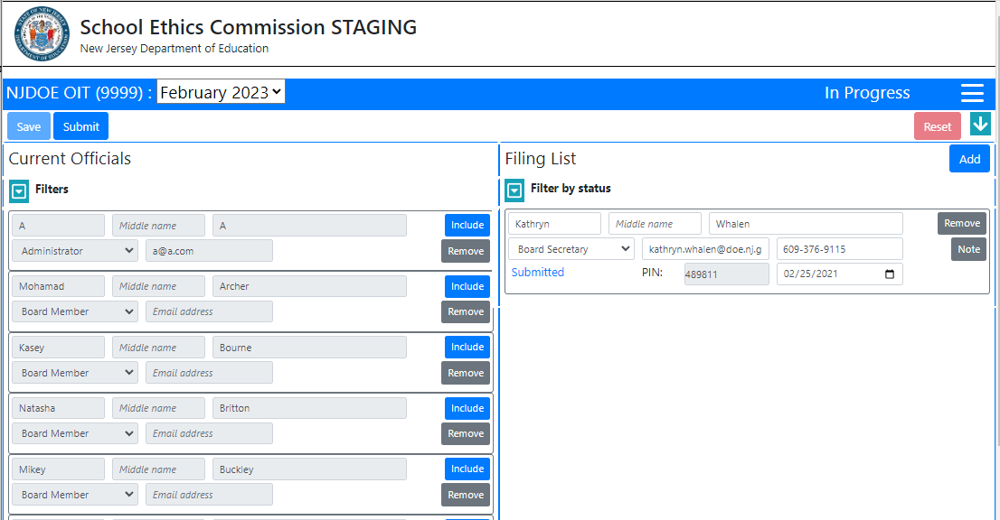 School Ethics Commission STAGING
New Jersey Department of Education
NJDOE OIT (9999) : February 2023 In Progress
Save Submit Reset
Current Officials
Filters
A Middle name A Include
Administrator a@a.com Remove
Mohamad Middle name Archer Include
Board Member Email address Remove
Kasey Middle name Bourne Include
Board Member Email address Remove
Natasha Middle name Britton Include
Board Member Email address Remove
Mikey Middle name Buckley Include
Board Member Email address Remove
Filing List Add
Filter by status
Kathryn Middle name Whalen Remove
Board Secretary kathryn.whalen@doe.nj.g 609-376-9115 Note
Submitted PIN: 489811 02/25/2021